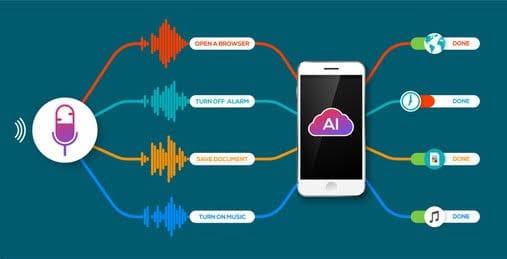 OPEN A BROWSER
DONE
TURN OFF ALARM
DONE
AI
SAVE DOCUMENT
DONE
TURN ON MUSIC
DONE